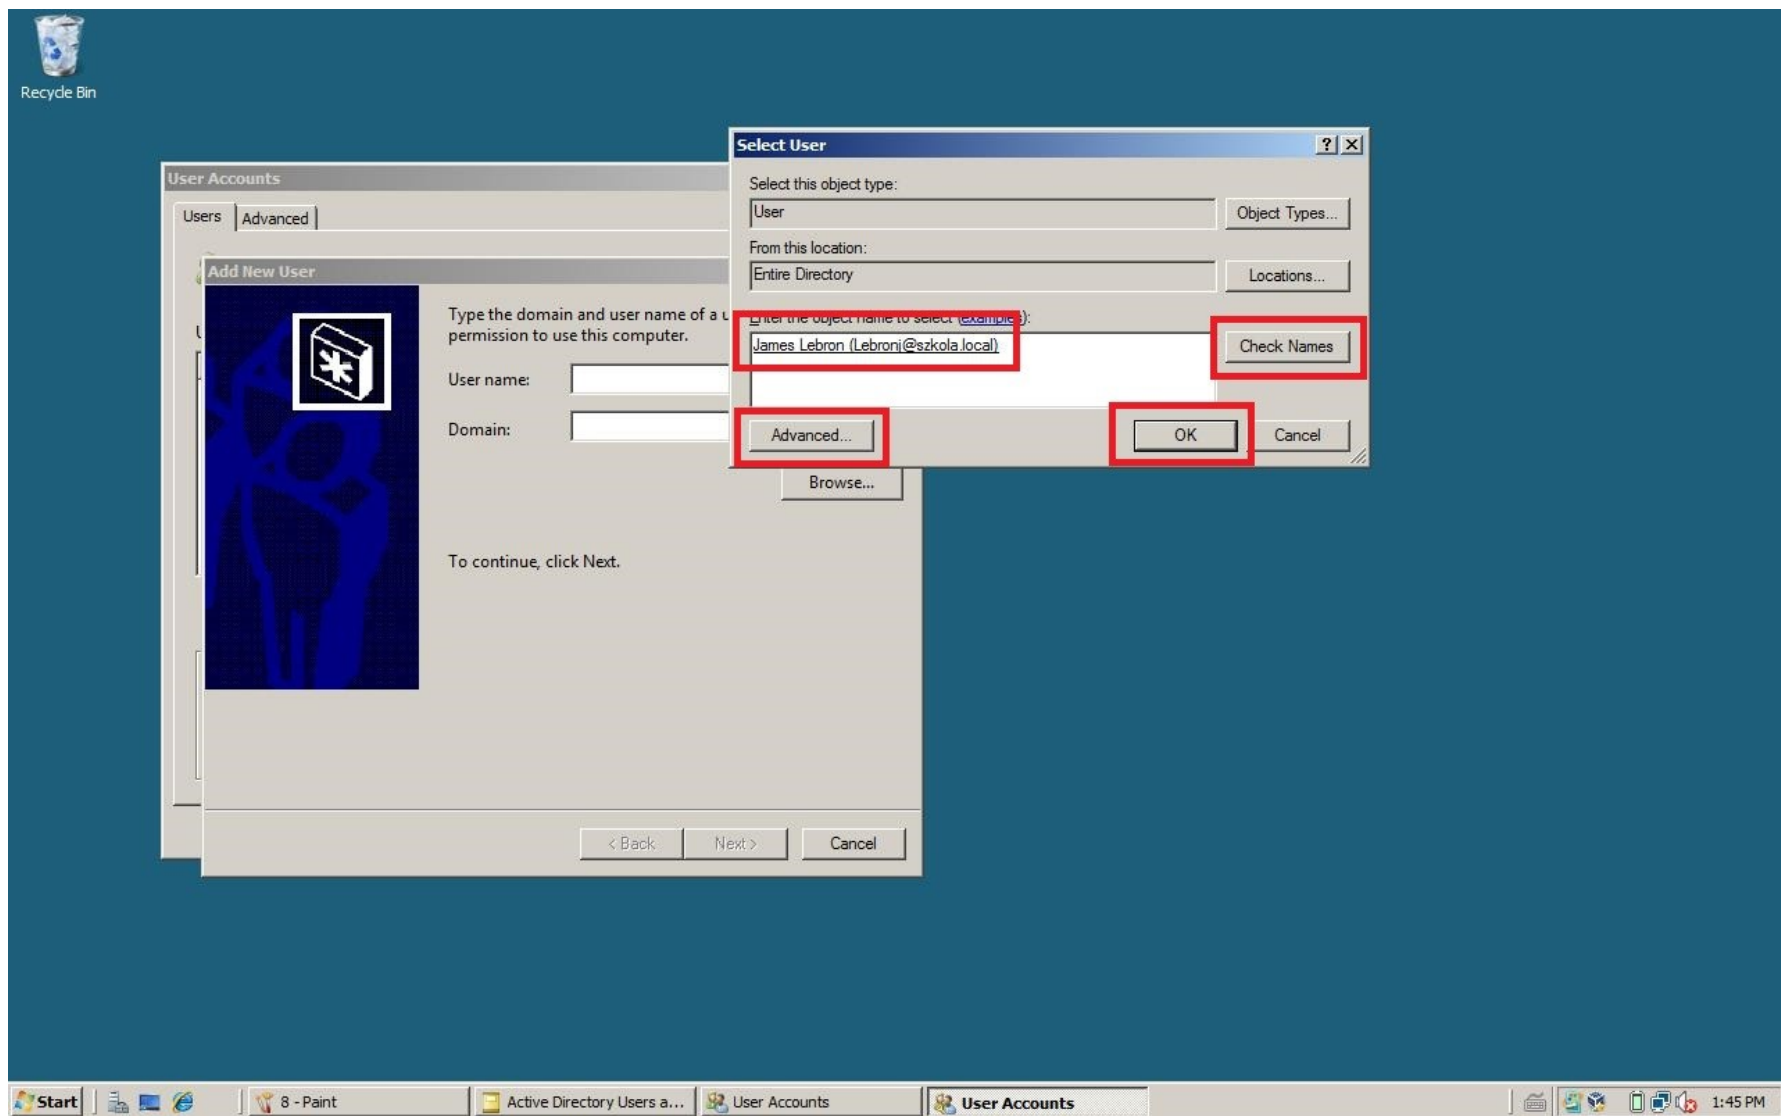 Recycle Bin
Select User
Select this object type:
User
Object Types...
From this location:
Entire Directory
Locations...
Enter the object name to select (examples):
James Lebron (Lebronj@szkola.local)
Check Names
Advanced...
OK
Cancel
User Accounts
Users
Advanced
Add New User
Type the domain and user name of a
permission to use this computer.
User name:
Domain:
Browse...
To continue, click Next.
< Back
Next >
Cancel
Start
8 - Paint
Active Directory Users a...
User Accounts
User Accounts
1:45 PM